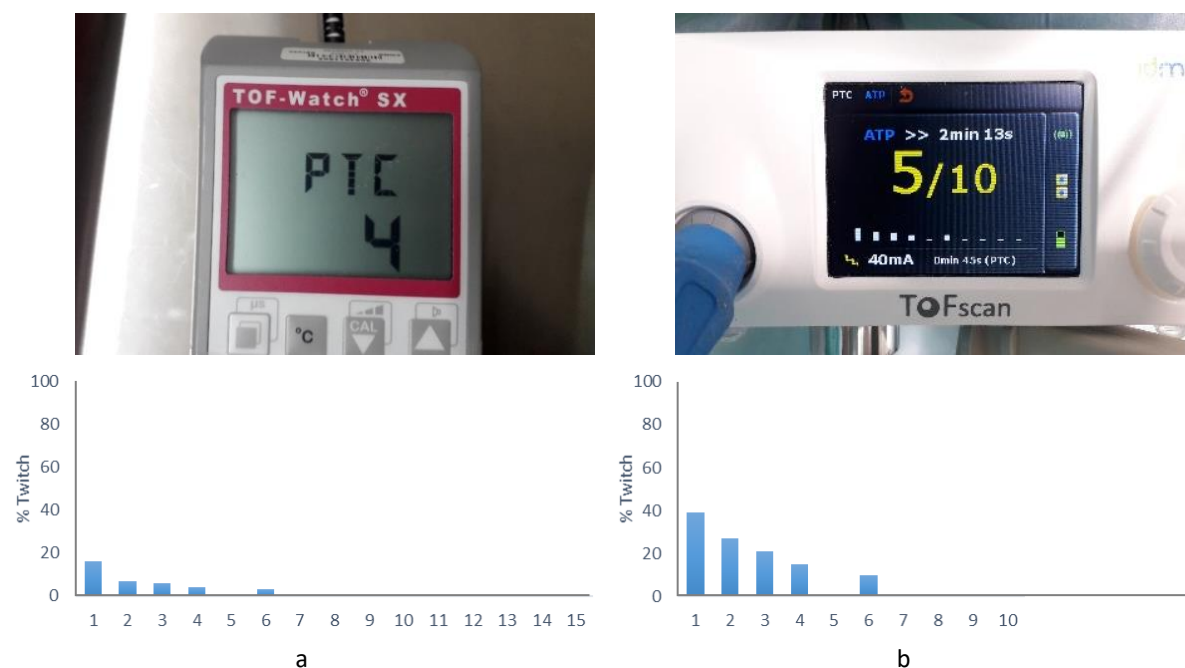 TOF-Watch® SX
PTC
4
µs
°C
CAL
idm
PTC ATP
ATP >> 2min 13s
5/10
40mA 0min 45s (PTC)
TOFscan
% Twitch
100
80
60
40
20
0
1 2 3 4 5 6 7 8 9 10 11 12 13 14 15
a
% Twitch
100
80
60
40
20
0
1 2 3 4 5 6 7 8 9 10
b